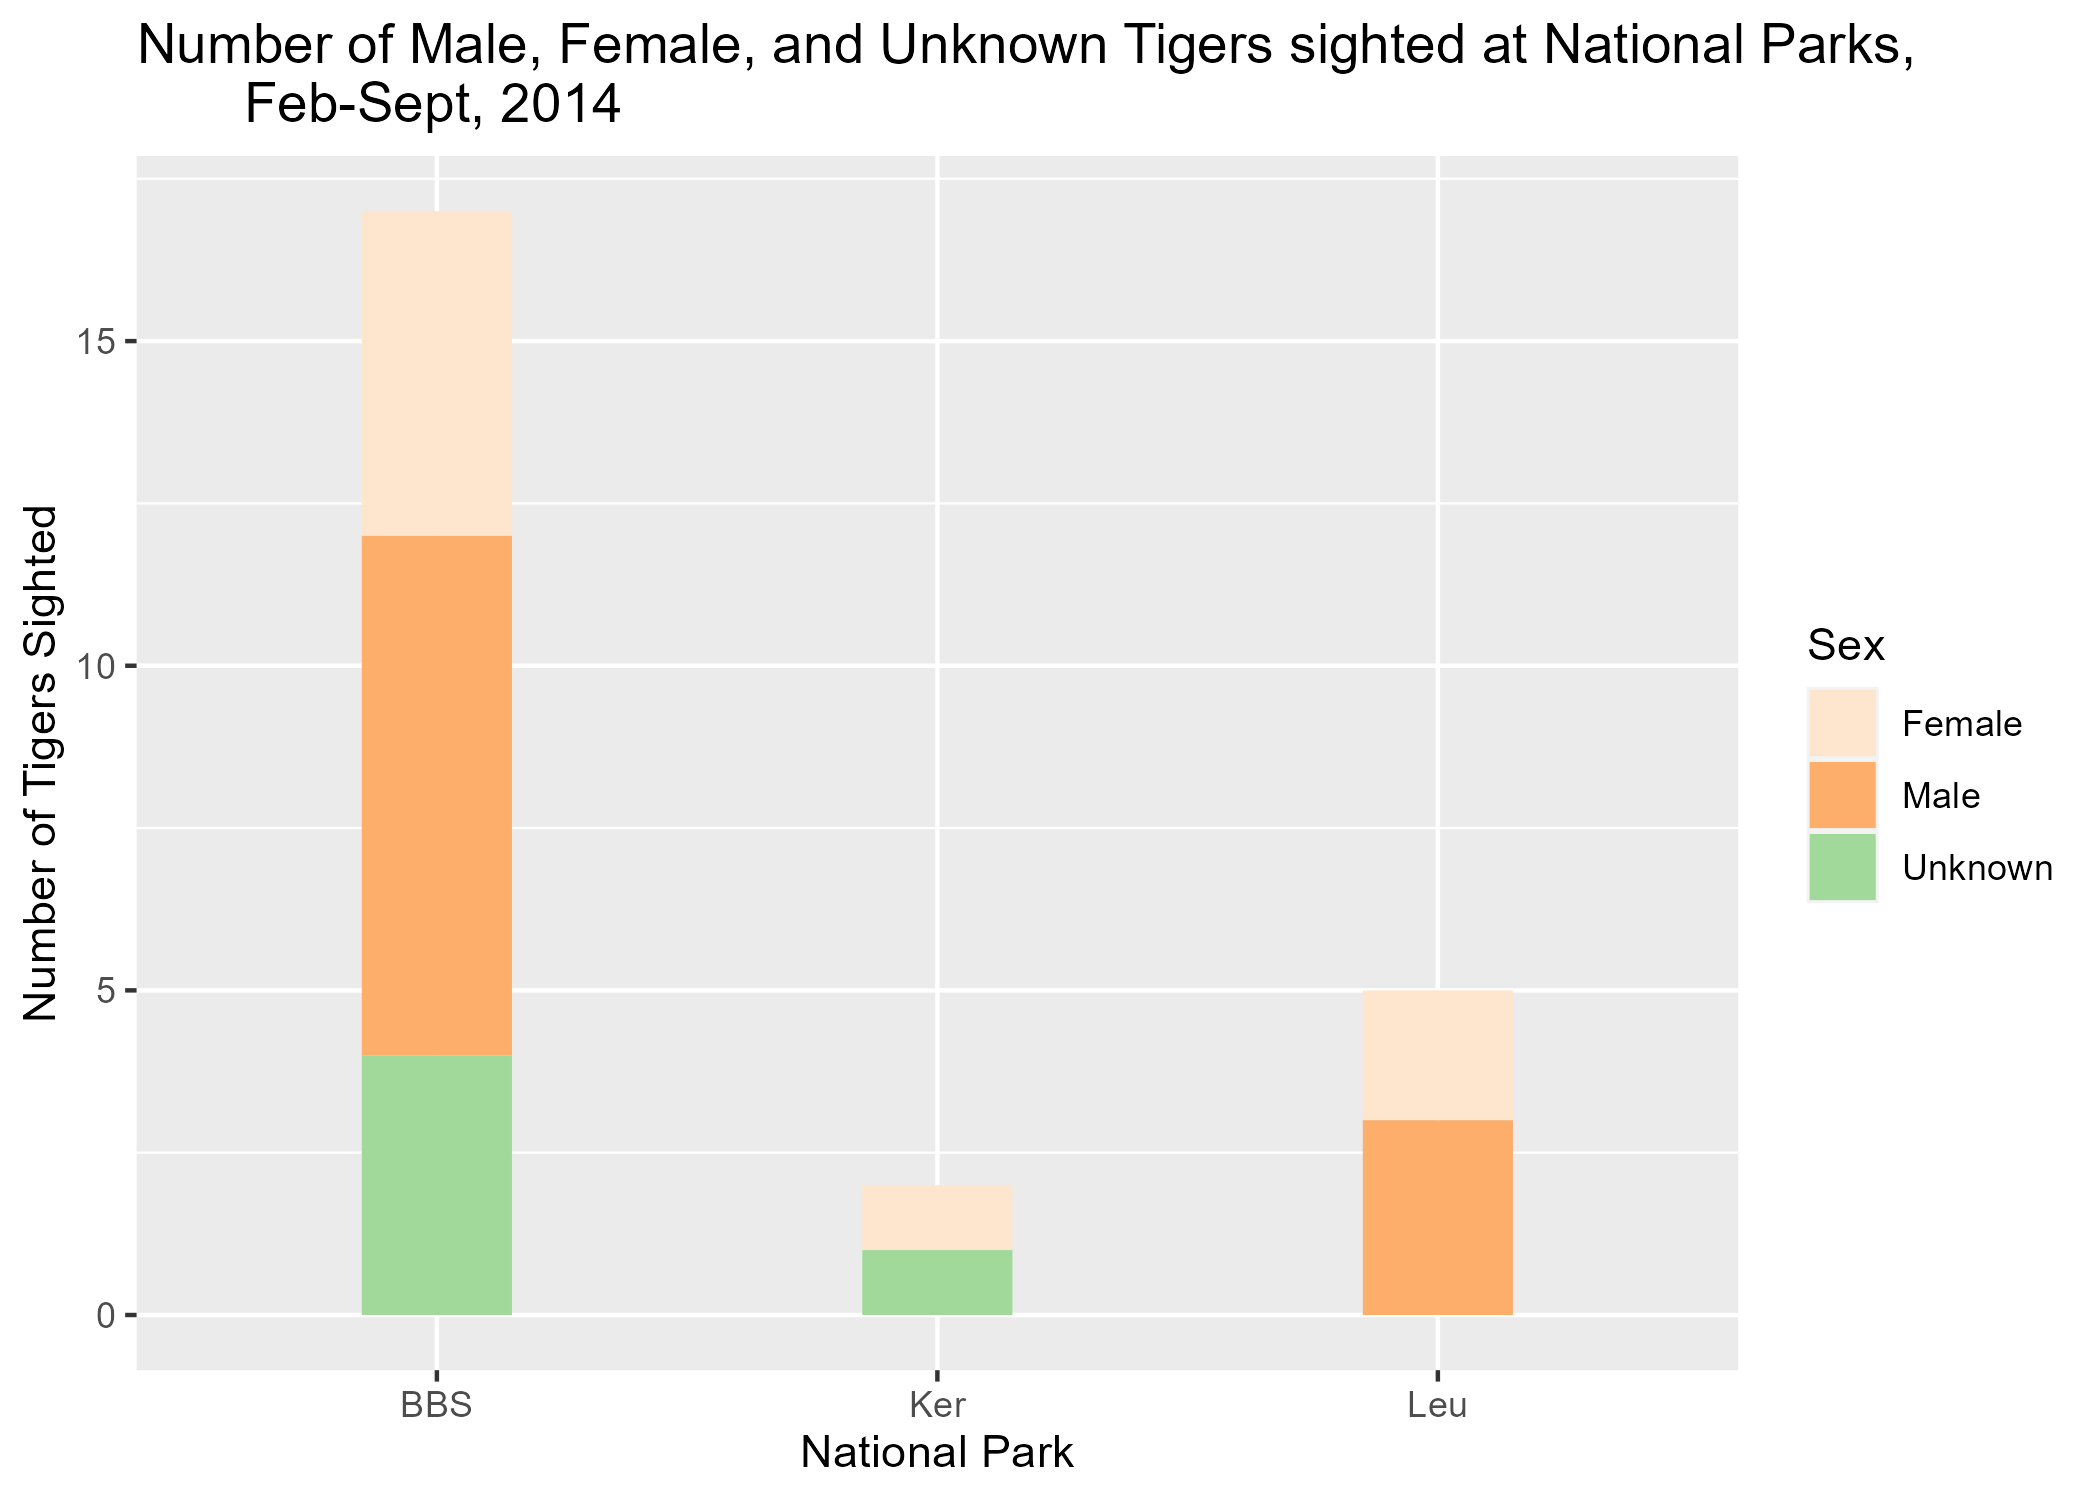 Number of Male, Female, and Unknown Tigers sighted at National Parks,
Feb-Sept, 2014
Number of Tigers Sighted
15
10
5
0
BBS
Ker
Leu
National Park
Sex
Female
Male
Unknown